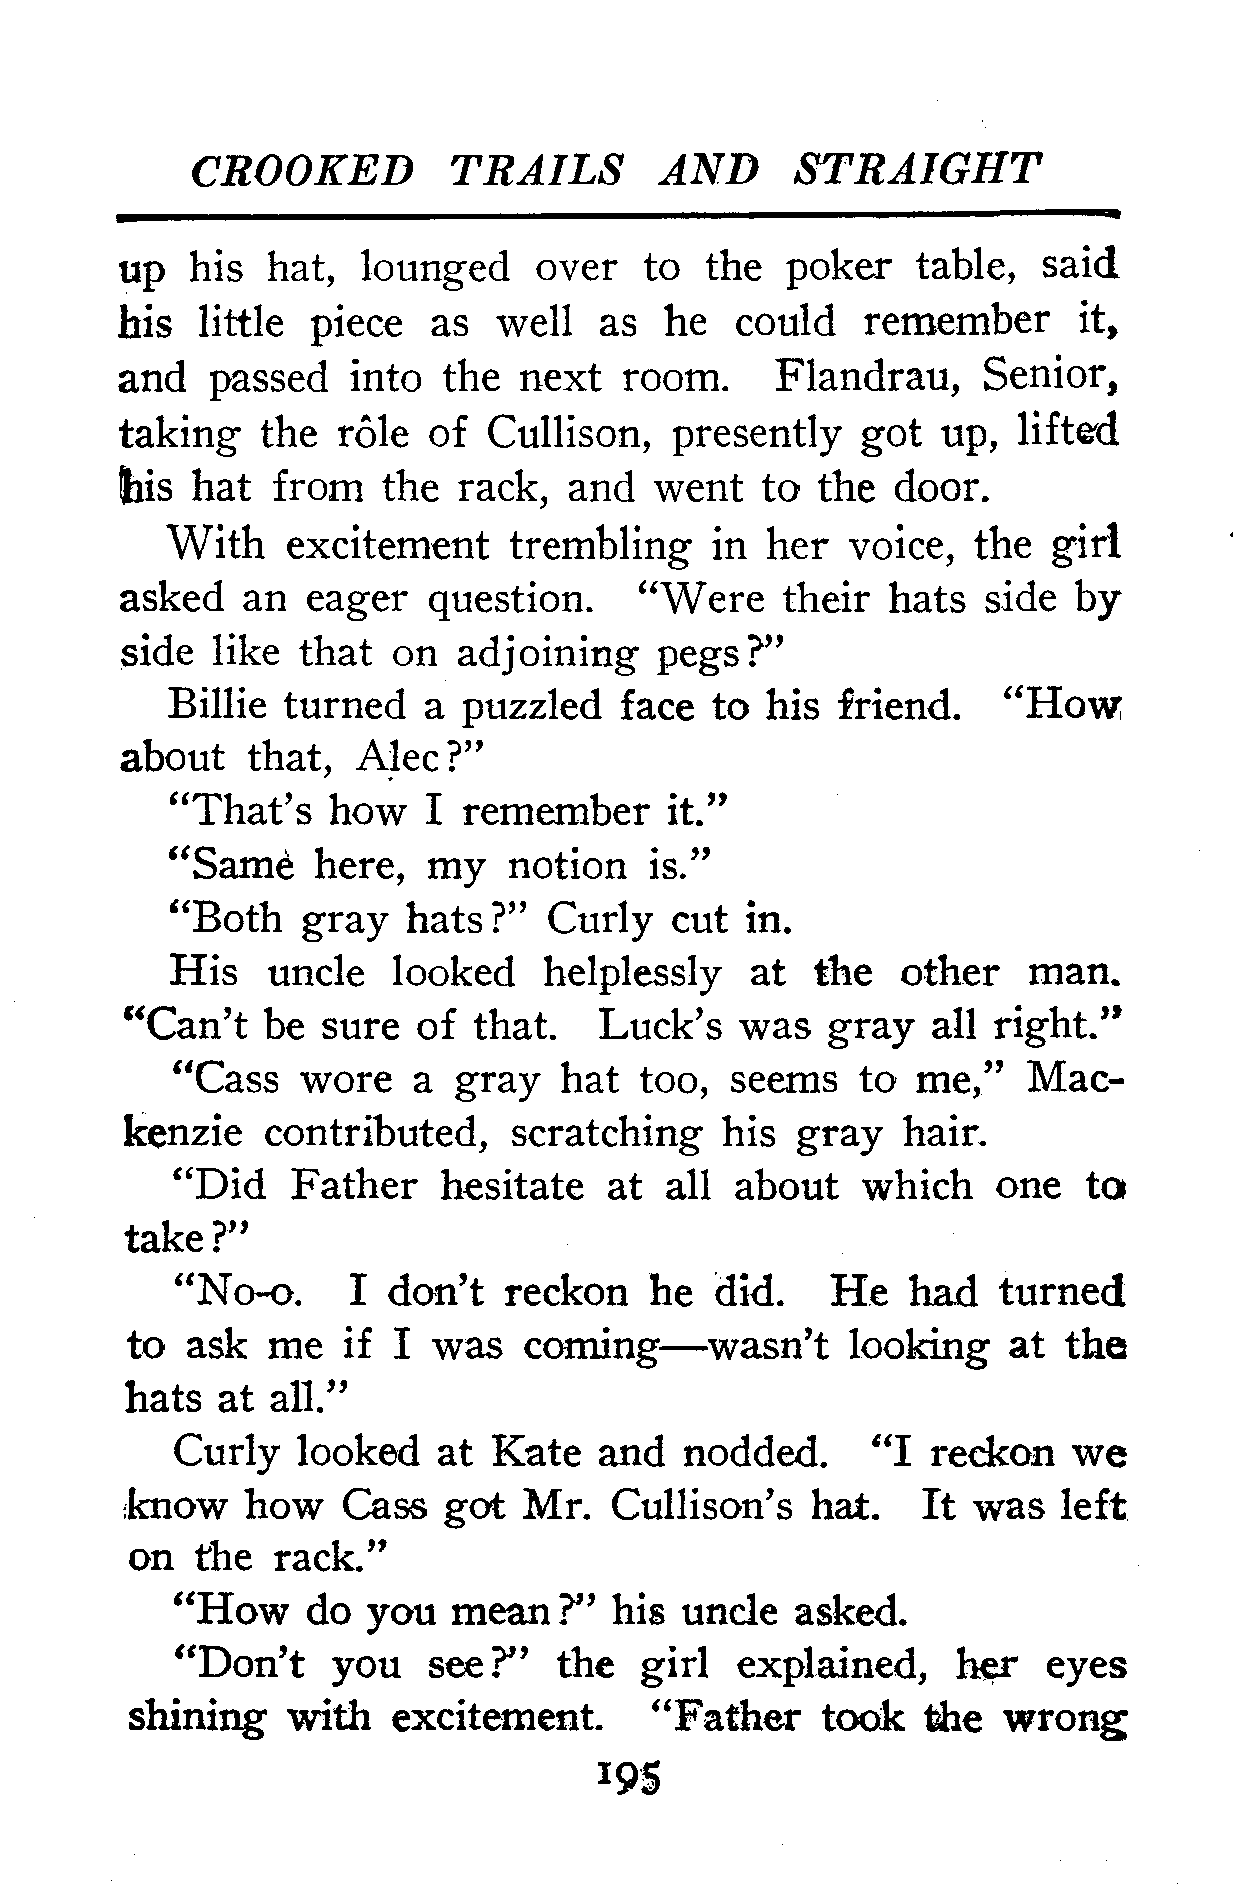 CROOKED TRAILS AND STRAIGHT
up his hat, lounged over to the poker table, said
his little piece as well as he could remember it,
and passed into the next room. Flandrau, Senior,
taking the rôle of Cullison, presently got up, lifted
his hat from the rack, and went to the door.
With excitement trembling in her voice, the girl
asked an eager question. "Were their hats side by
side like that on adjoining pegs?"
Billie turned a puzzled face to his friend. "How
about that, Alec?"
"That's how I remember it."
"Same here, my notion is."
"Both gray hats?" Curly cut in.
His uncle looked helplessly at the other man.
"Can't be sure of that. Luck's was gray all right."
"Cass wore a gray hat too, seems to me," Mac-
kenzie contributed, scratching his gray hair.
"Did Father hesitate at all about which one to
take?"
"No-o. I don't reckon he did. He had turned
to ask me if I was coming—wasn't looking at the
hats at all."
Curly looked at Kate and nodded. "I reckon we
know how Cass got Mr. Cullison's hat. It was left
on the rack."
"How do you mean?" his uncle asked.
"Don't you see?" the girl explained, her eyes
shining with excitement. "Father took the wrong
195